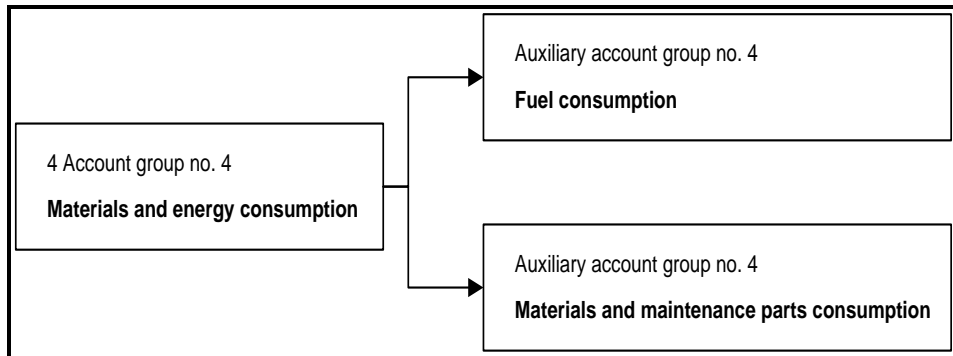 4 Account group no. 4
Materials and energy consumption
Auxiliary account group no. 4
Fuel consumption
Auxiliary account group no. 4
Materials and maintenance parts consumption